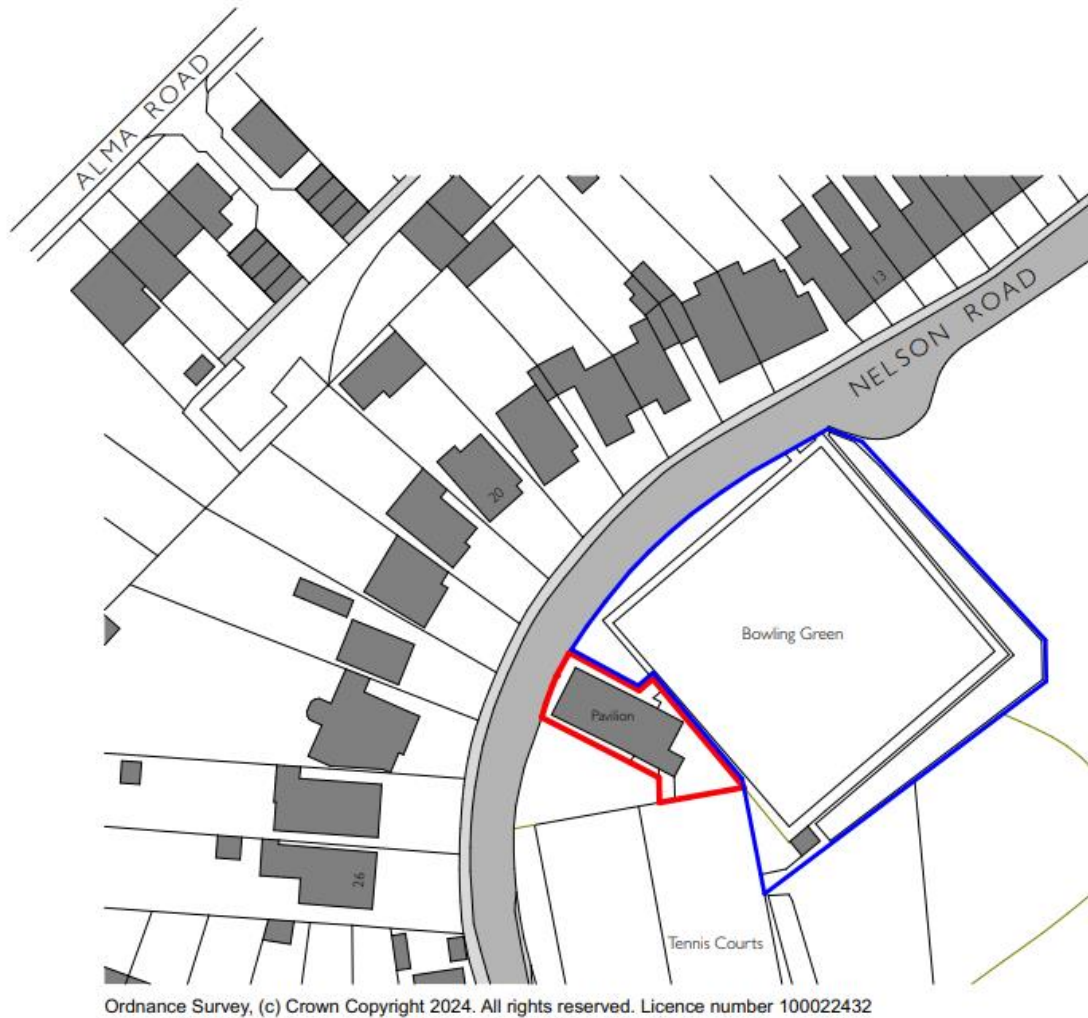 ALMA ROAD
13
NELSON ROAD
20
Bowling Green
Pavilion
26
Tennis Courts
Ordnance Survey, (c) Crown Copyright 2024. All rights reserved. Licence number 100022432